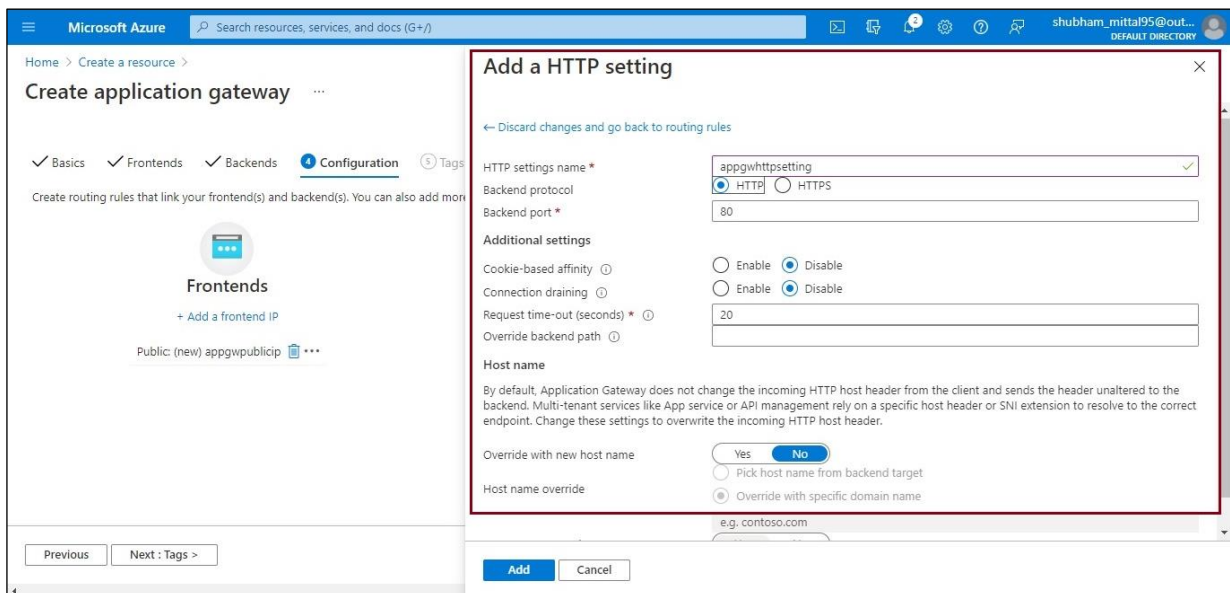 Microsoft Azure
Search resources, services, and docs (G+/)
2
shubham_mittal95@out...
DEFAULT DIRECTORY
Home > Create a resource >
Create application gateway ...
Basics Frontends Backends 4 Configuration 5 Tags
Create routing rules that link your frontend(s) and backend(s). You can also add more
Frontends
+ Add a frontend IP
Public: (new) appgwpublicip
Previous Next : Tags >
Add a HTTP setting
← Discard changes and go back to routing rules
HTTP settings name * appgwhttpsetting
Backend protocol HTTP HTTPS
Backend port * 80
Additional settings
Cookie-based affinity Enable Disable
Connection draining Enable Disable
Request time-out (seconds) * 20
Override backend path
Host name
By default, Application Gateway does not change the incoming HTTP host header from the client and sends the header unaltered to the
backend. Multi-tenant services like App service or API management rely on a specific host header or SNI extension to resolve to the correct
endpoint. Change these settings to overwrite the incoming HTTP host header.
Override with new host name Yes No
Pick host name from backend target
Host name override
Override with specific domain name
e.g. contoso.com
Add Cancel